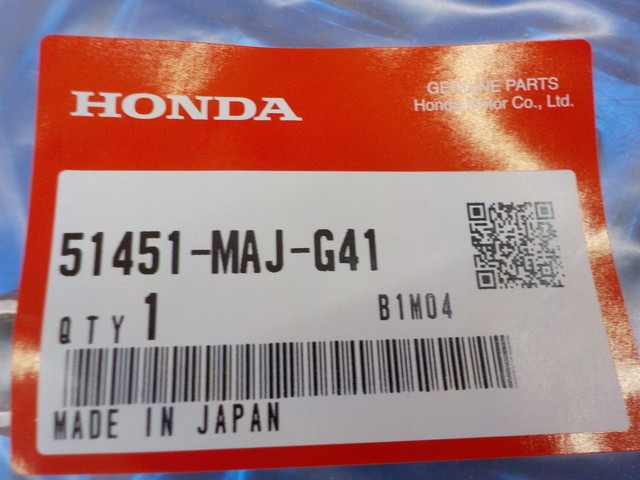 HONDA
GENUINE PARTS
Honda Motor Co., Ltd.
51451-MAJ-G41
QTY 1
B1M04
MADE IN JAPAN